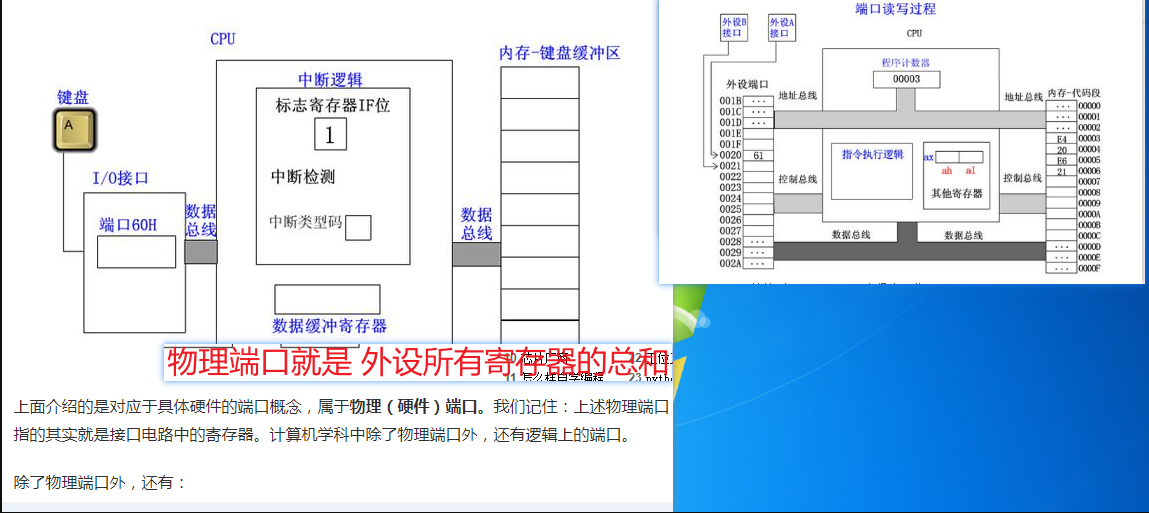 CPU
内存-键盘缓冲区
键盘
A
中断逻辑
标志寄存器IF位
1
中断检测
中断类型码
I/O接口
端口60H
数据
总线
数据
总线
数据缓冲寄存器
物理端口就是 外设所有寄存器的总和
上面介绍的是对应于具体硬件的端口概念，属于物理（硬件）端口。我们记住：上述物理端口
指的其实就是接口电路中的寄存器。计算机学科中除了物理端口外，还有逻辑上的端口。
除了物理端口外，还有：
端口读写过程
外设B
接口
外设A
接口
CPU
程序计数器
00003
外设端口
地址总线
地址总线
内存-代码段
001B ...
001C ...
001D ...
001E
001F
0020 61
0021
0022
0023
0024
0025
0026
0027
0028 ...
0029 ...
002A ...
指令执行逻辑
ax
ah al
其他寄存器
控制总线
控制总线
数据总线
数据总线
... 00000
... 00001
... 00002
E4 00003
20 00004
E6 00005
21 00006
00007
00008
00009
0000A
0000B
0000C
... 0000D
... 0000E
... 0000F